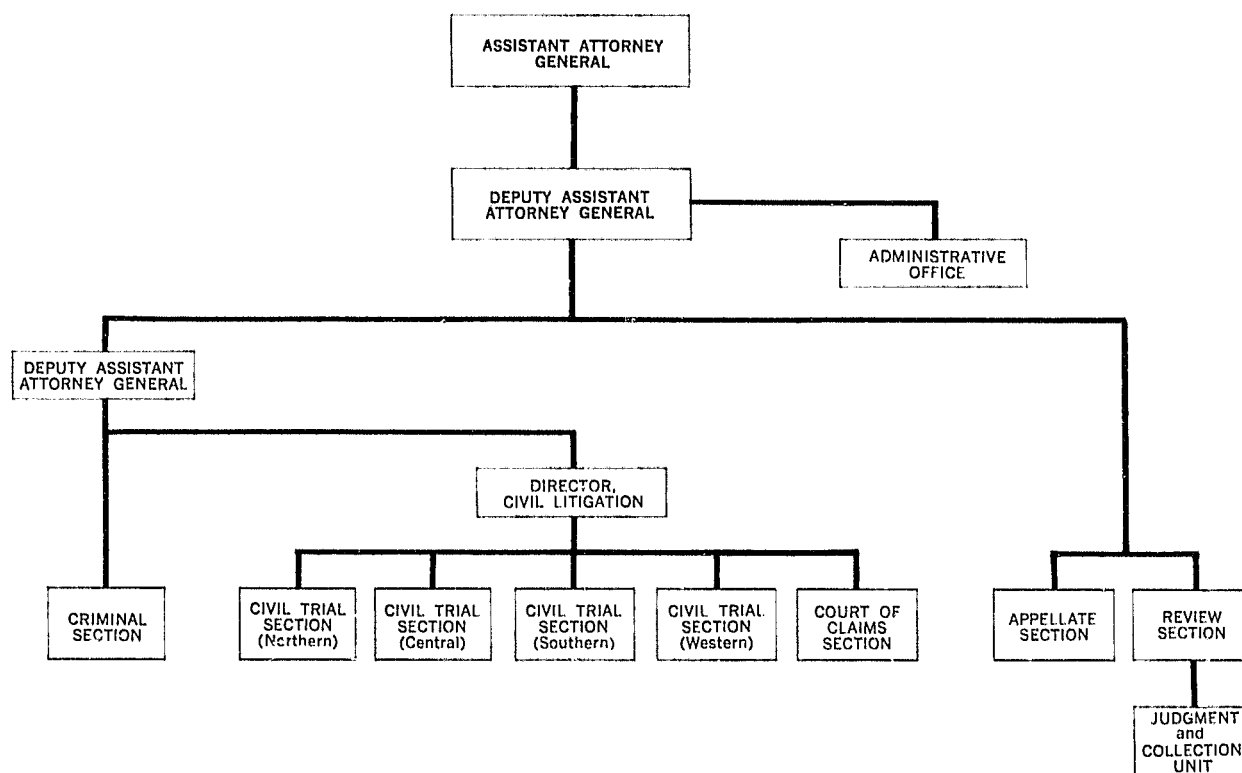 ASSISTANT ATTORNEY
GENERAL
DEPUTY ASSISTANT
ATTORNEY GENERAL
ADMINISTRATIVE
OFFICE
DEPUTY ASSISTANT
ATTORNEY GENERAL
DIRECTOR,
CIVIL LITIGATION
CRIMINAL
SECTION
CIVIL TRIAL
SECTION
(Northern)
CIVIL TRIAL
SECTION
(Central)
CIVIL TRIAL
SECTION
(Southern)
CIVIL TRIAL
SECTION
(Western)
COURT OF
CLAIMS
SECTION
APPELLATE
SECTION
REVIEW
SECTION
JUDGMENT
and
COLLECTION
UNIT